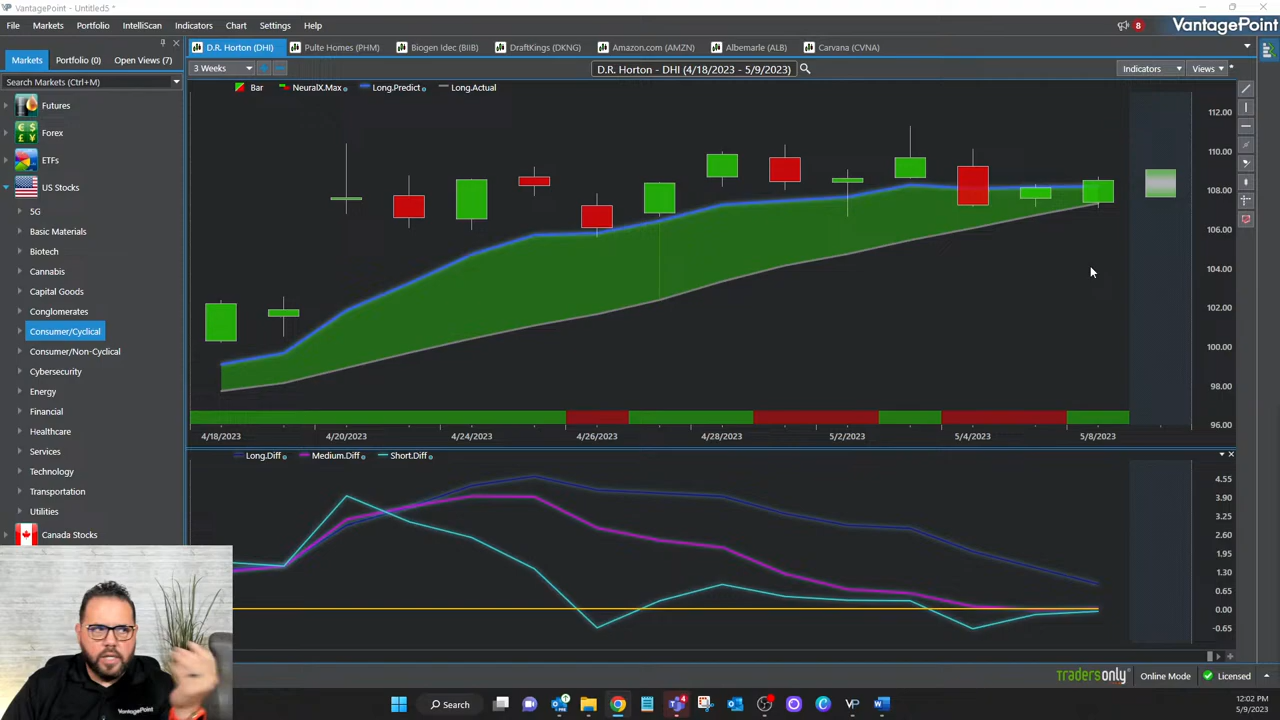 VantagePoint - Untitled5 *
File Markets Portfolio IntelliScan Indicators Chart Settings Help
8 VantagePoint
D.R. Horton (DHI) Pulte Homes (PHM) Biogen Idec (BIIB) DraftKings (DKNG) Amazon.com (AMZN) Albemarle (ALB) Carvana (CVNA)
Markets Portfolio (0) Open Views (7)
3 Weeks D.R. Horton - DHI (4/18/2023 - 5/9/2023) Indicators Views
Search Markets (Ctrl+M)
Bar NeuralX.Max Long.Predict Long.Actual
Futures
Forex
ETFs
US Stocks
5G
Basic Materials
Biotech
Cannabis
Capital Goods
Conglomerates
Consumer/Cyclical
Consumer/Non-Cyclical
Cybersecurity
Energy
Financial
Healthcare
Services
Technology
Transportation
Utilities
Canada Stocks
112.00
110.00
108.00
106.00
104.00
102.00
100.00
98.00
96.00
4/18/2023 4/20/2023 4/24/2023 4/26/2023 4/28/2023 5/2/2023 5/4/2023 5/8/2023
Long.Diff Medium.Diff Short.Diff
4.55
3.90
3.25
2.60
1.95
1.30
0.65
0.00
-0.65
tradersonly Online Mode Licensed
VantagePoint
Search
4
VP
12:02 PM
5/9/2023